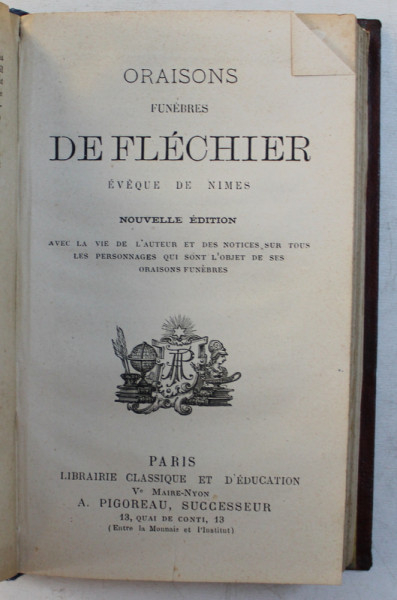 ORAISONS
FUNÈBRES
DE FLÉCHIER
ÉVÊQUE DE NIMES
NOUVELLE ÉDITION
AVEC LA VIE DE L'AUTEUR ET DES NOTICES SUR TOUS
LES PERSONNAGES QUI SONT L'OBJET DE SES
ORAISONS FUNÈBRES
PARIS
LIBRAIRIE CLASSIQUE ET D'ÉDUCATION
Ve MAIRE-NYON
A. PIGOREAU, SUCCESSEUR
13, QUAI DE CONTI, 13
(Entre la Monnaie et l'Institut)